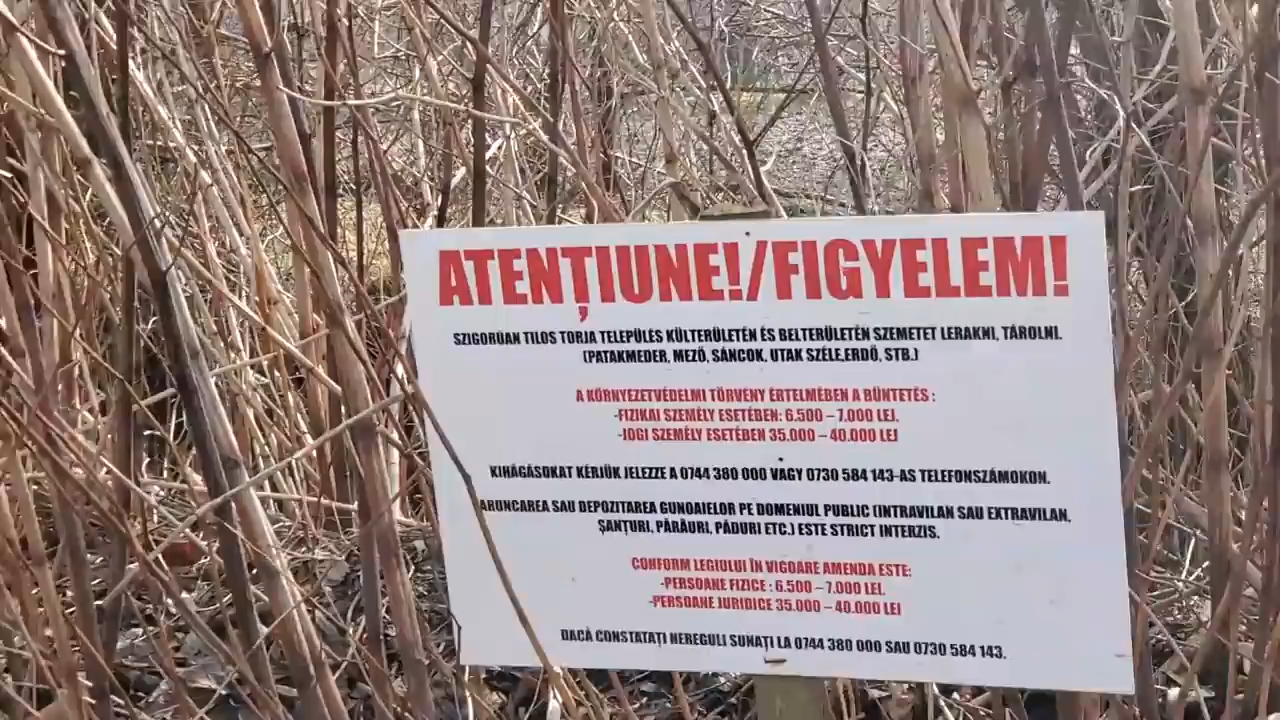 ATENȚIUNE!/FIGYELEM!
SZIGORÚAN TILOS TORJA TELEPÜLÉS KÜLTERÜLETÉN ÉS BELTERÜLETÉN SZEMETET LERAKNI, TÁROLNI.
(PATAKMEDER, MEZŐ, SÁNCOK, UTAK SZÉLE,ERDŐ, STB.)
A KÖRNYEZETVÉDELMI TÖRVÉNY ÉRTELMÉBEN A BÜNTETÉS :
-FIZIKAI SZEMÉLY ESETÉBEN: 6.500 – 7.000 LEJ.
-JOGI SZEMÉLY ESETÉBEN 35.000 – 40.000 LEJ
KIHÁGÁSOKAT KÉRJÜK JELEZZE A 0744 380 000 VAGY 0730 584 143-AS TELEFONSZÁMOKON.
ARUNCAREA SAU DEPOZITAREA GUNOAIELOR PE DOMENIUL PUBLIC (INTRAVILAN SAU EXTRAVILAN,
ȘANȚURI, PÂRÂURI, PĂDURI ETC.) ESTE STRICT INTERZIS.
CONFORM LEGIULUI ÎN VIGOARE AMENDA ESTE:
-PERSOANE FIZICE : 6.500 – 7.000 LEI.
-PERSOANE JURIDICE 35.000 – 40.000 LEI
DACĂ CONSTATAȚI NEREGULI SUNAȚI LA 0744 380 000 SAU 0730 584 143.